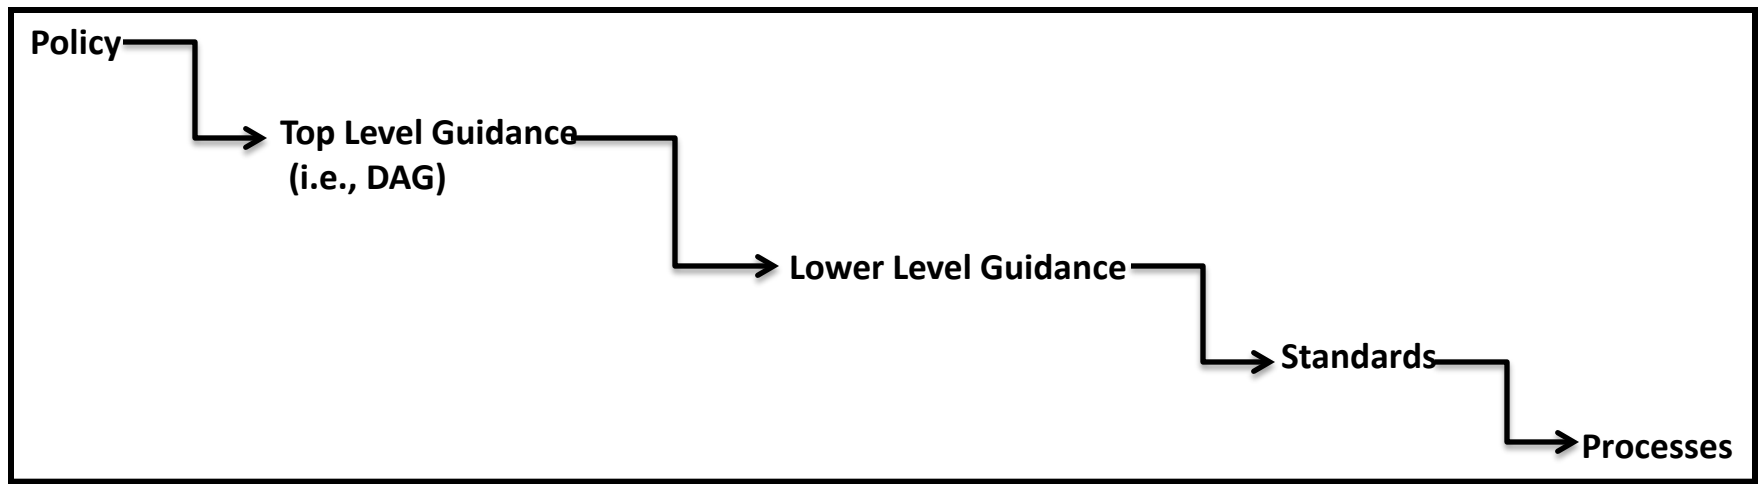 Policy
Top Level Guidance
(i.e., DAG)
Lower Level Guidance
Standards
Processes